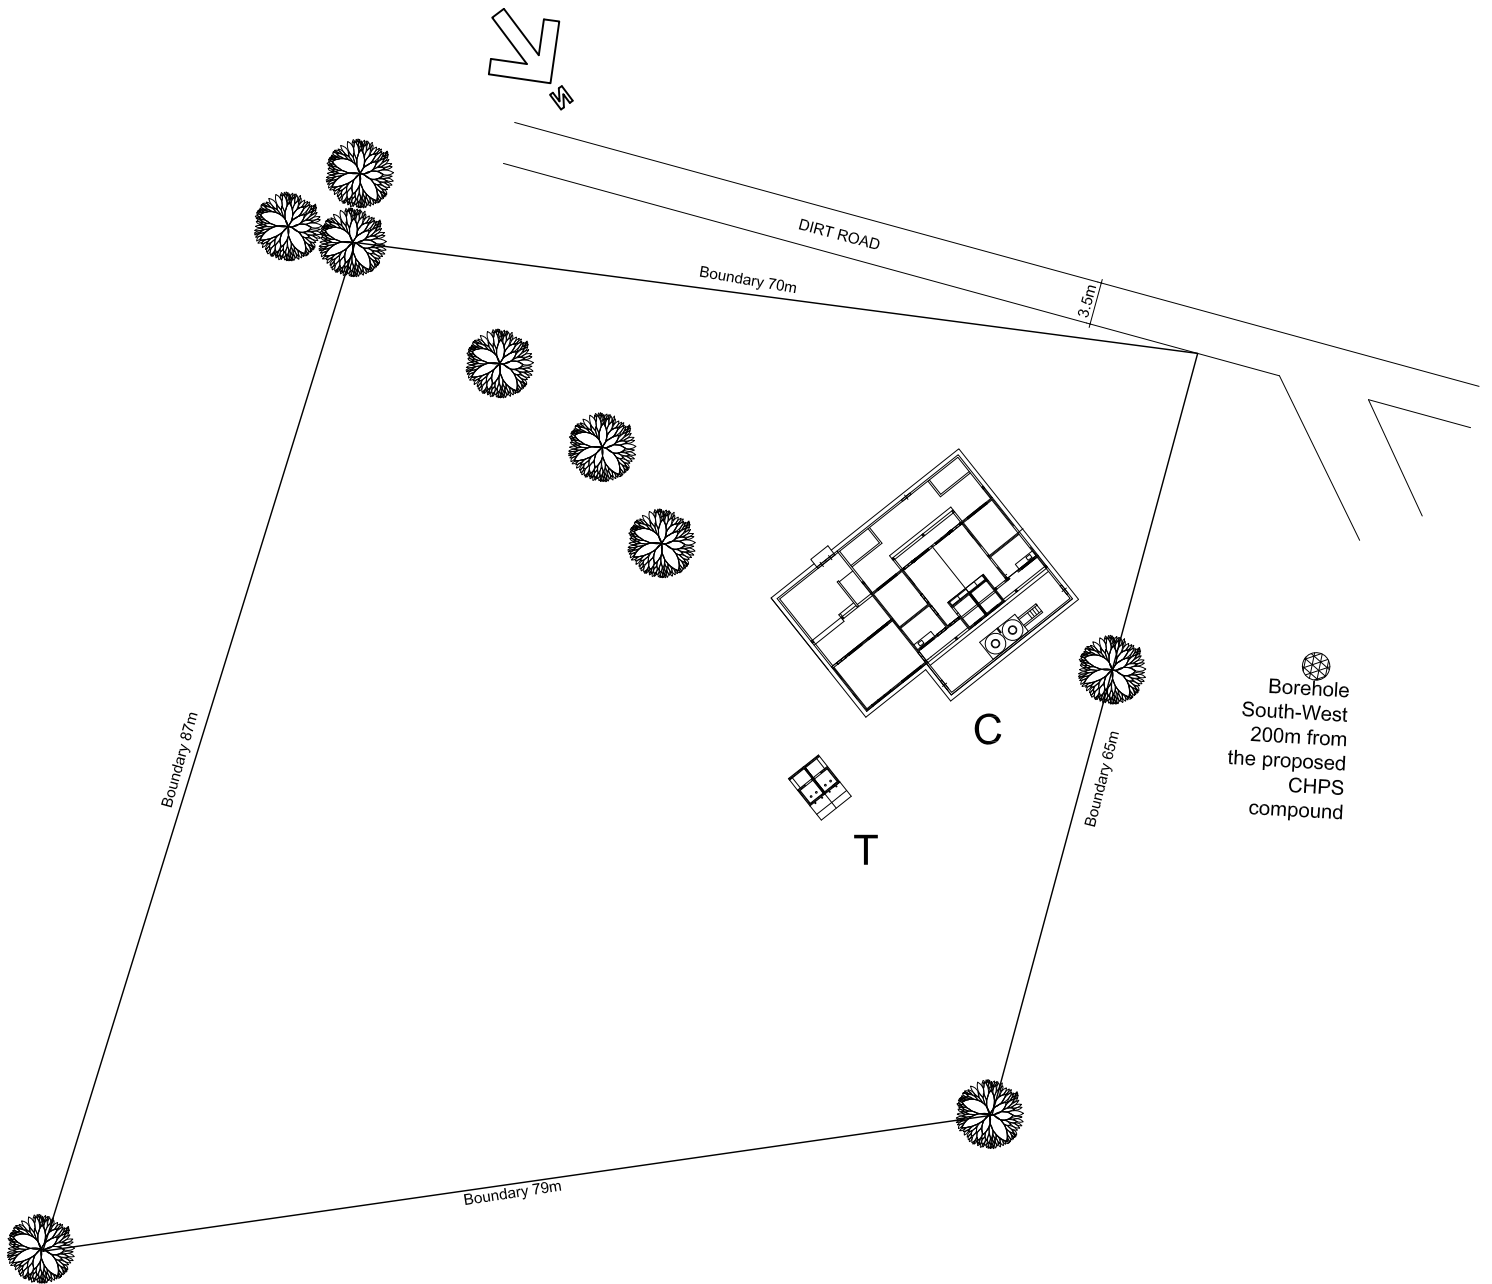 N
DIRT ROAD
Boundary 70m
3.5m
Boundary 87m
Boundary 65m
Borehole
South-West
200m from
the proposed
CHPS
compound
C
T
Boundary 79m